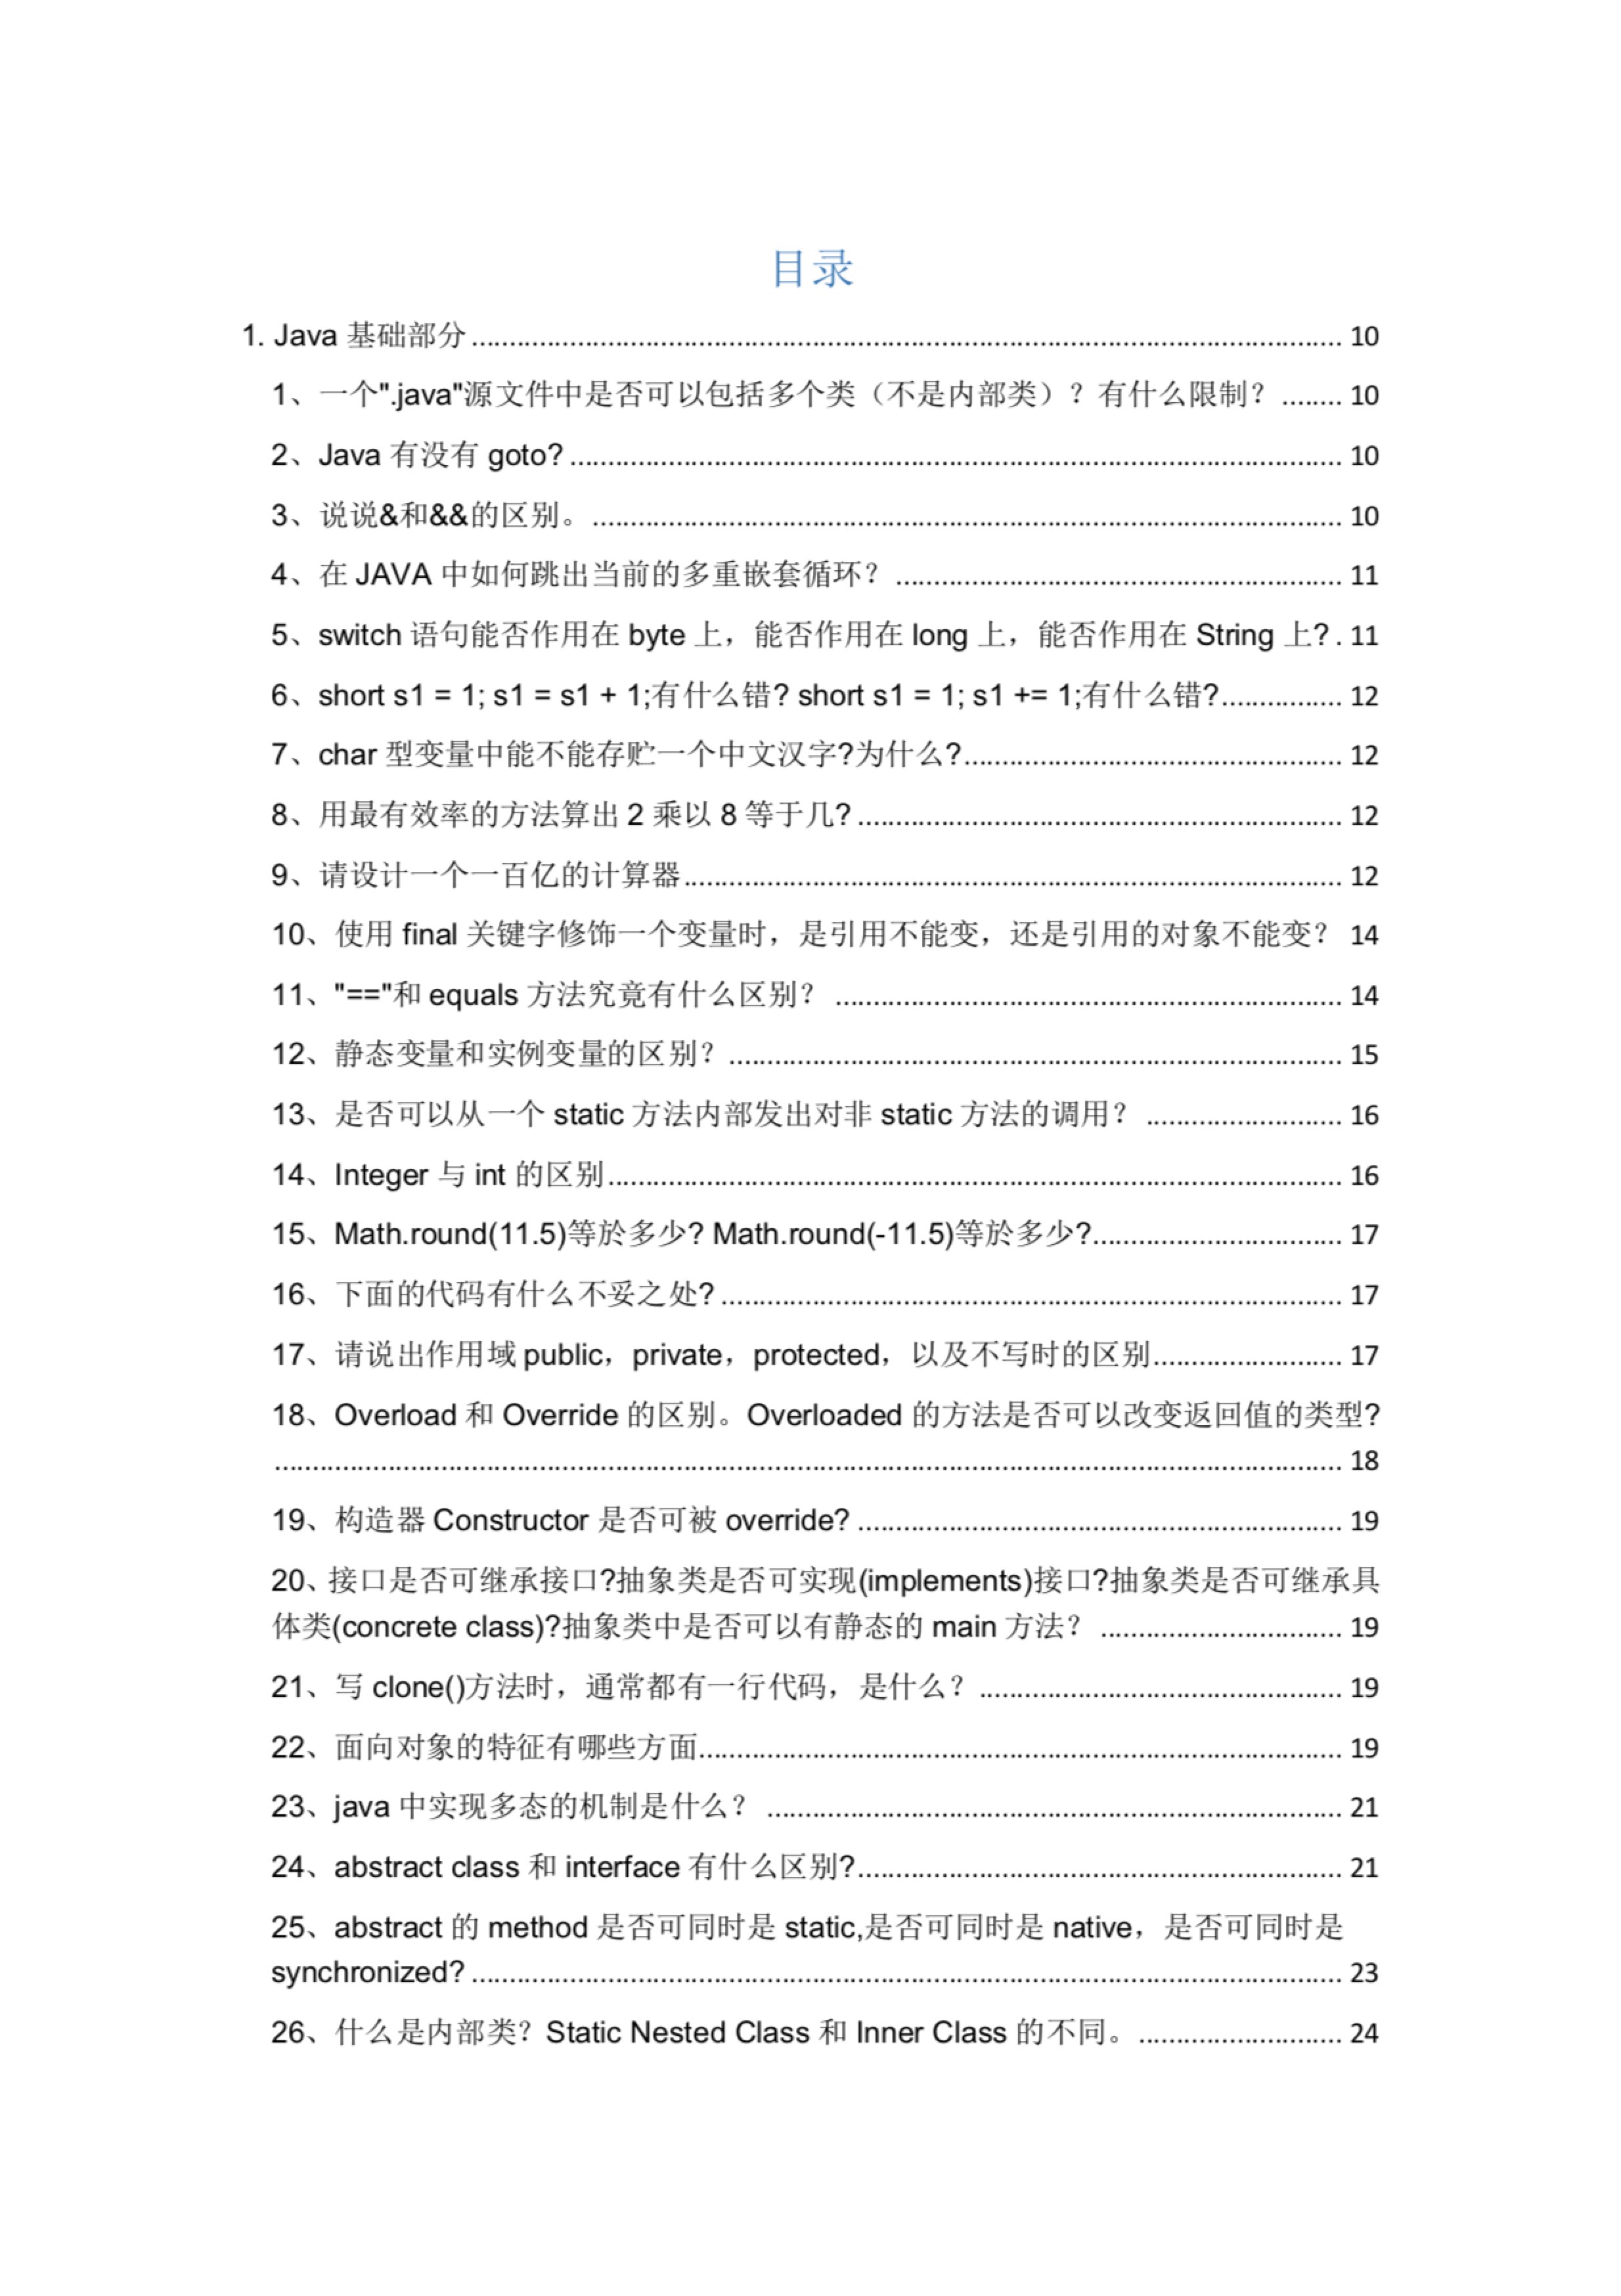 目录
1. Java 基础部分 ........................................ 10
1、一个".java"源文件中是否可以包括多个类（不是内部类）？有什么限制？ ........ 10
2、Java 有没有 goto? ........................................ 10
3、说说&和&&的区别。 ........................................ 10
4、在 JAVA 中如何跳出当前的多重嵌套循环？ ........................................ 11
5、switch 语句能否作用在 byte 上，能否作用在 long 上，能否作用在 String 上? . 11
6、short s1 = 1; s1 = s1 + 1;有什么错? short s1 = 1; s1 += 1;有什么错?................ 12
7、char 型变量中能不能存贮一个中文汉字?为什么?........................................ 12
8、用最有效率的方法算出 2 乘以 8 等于几? ........................................ 12
9、请设计一个一百亿的计算器........................................ 12
10、使用 final 关键字修饰一个变量时，是引用不能变，还是引用的对象不能变？ 14
11、"=="和 equals 方法究竟有什么区别？ ........................................ 14
12、静态变量和实例变量的区别？ ........................................ 15
13、是否可以从一个 static 方法内部发出对非 static 方法的调用？ .......................... 16
14、Integer 与 int 的区别........................................ 16
15、Math.round(11.5)等於多少? Math.round(-11.5)等於多少?................................. 17
16、下面的代码有什么不妥之处? ........................................ 17
17、请说出作用域 public，private，protected，以及不写时的区别......................... 17
18、Overload 和 Override 的区别。Overloaded 的方法是否可以改变返回值的类型?
........................................ 18
19、构造器 Constructor 是否可被 override? ........................................ 19
20、接口是否可继承接口?抽象类是否可实现(implements)接口?抽象类是否可继承具
体类(concrete class)?抽象类中是否可以有静态的 main 方法？ ................................ 19
21、写 clone()方法时，通常都有一行代码，是什么？ ........................................ 19
22、面向对象的特征有哪些方面........................................ 19
23、java 中实现多态的机制是什么？ ........................................ 21
24、abstract class 和 interface 有什么区别?........................................ 21
25、abstract 的 method 是否可同时是 static,是否可同时是 native，是否可同时是
synchronized? ........................................ 23
26、什么是内部类？Static Nested Class 和 Inner Class 的不同。 ........................... 24